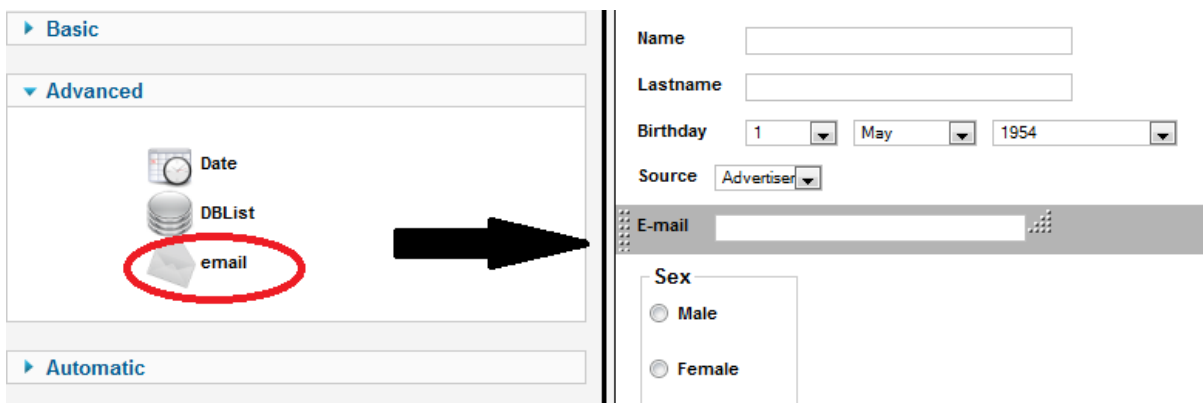 Basic
Advanced
Date
DBList
email
Automatic
Name
Lastname
Birthday 1 May 1954
Source Advertiser
E-mail
Sex
Male
Female